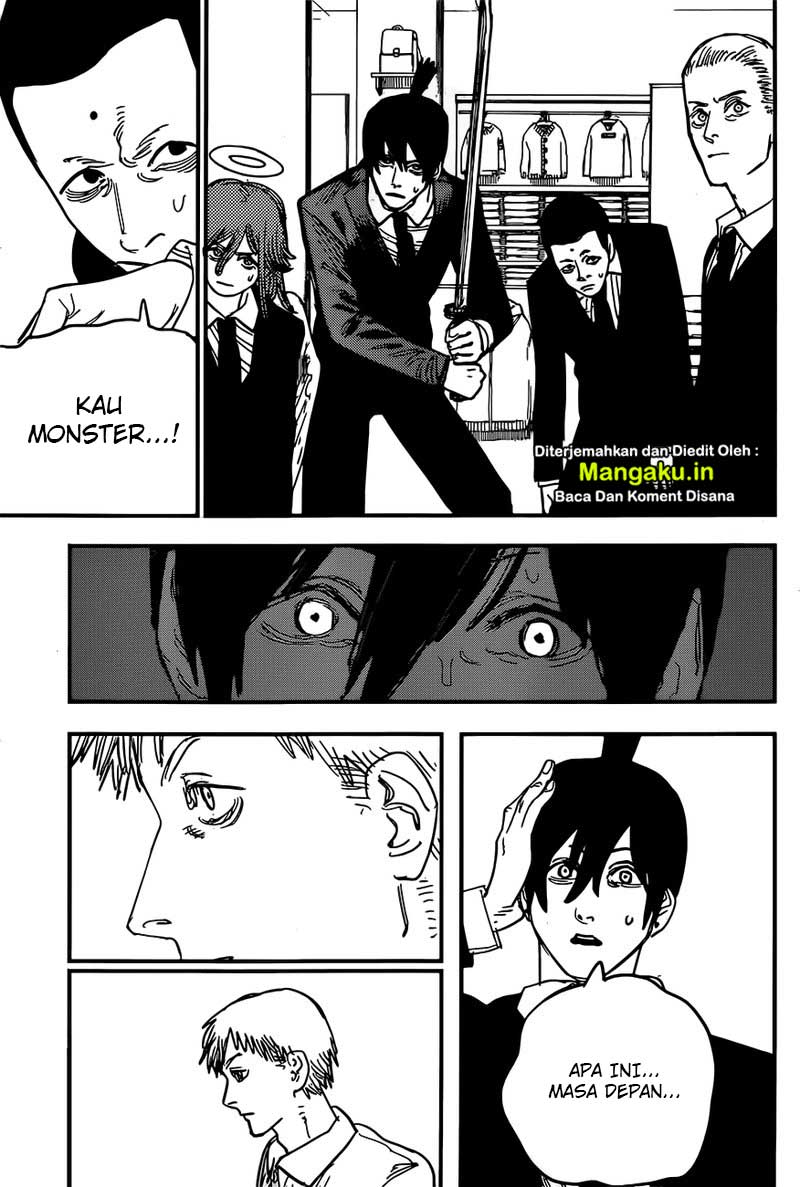 KAU
MONSTER...!
Diterjemahkan dan Diedit Oleh :
Mangaku.in
Baca Dan Koment Disana
APA INI...
MASA DEPAN...